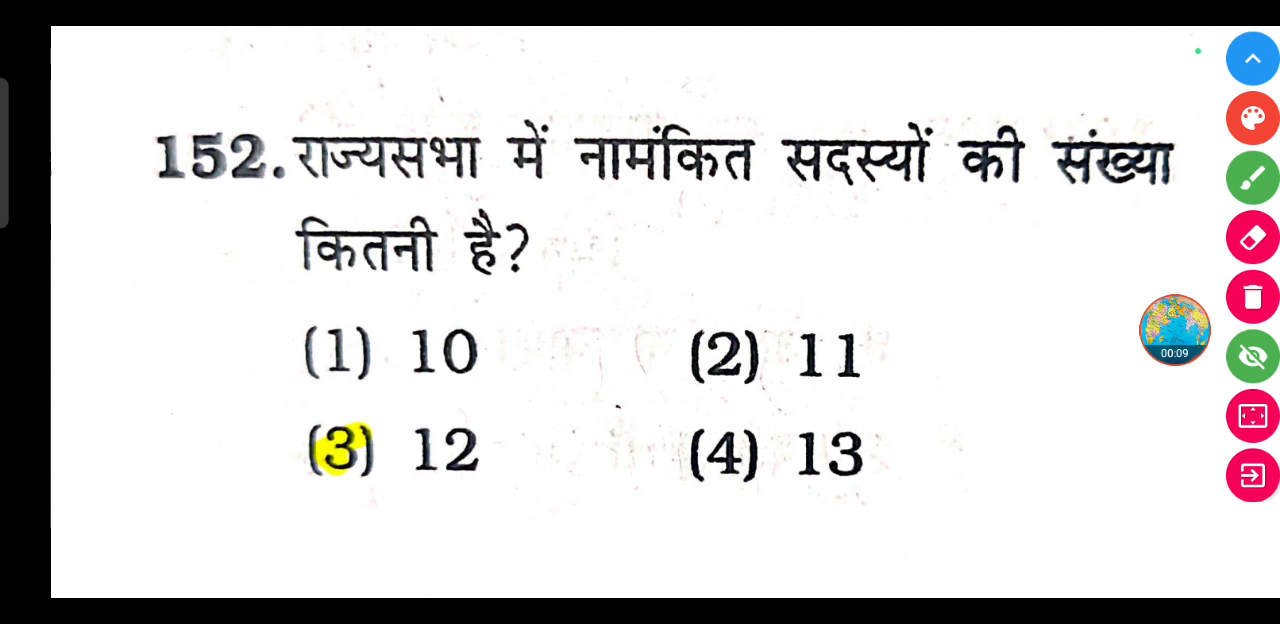 152. राज्यसभा में नामंकित सदस्यों की संख्या
कितनी है?
(1) 10 (2) 11
(3) 12 (4) 13
00:09